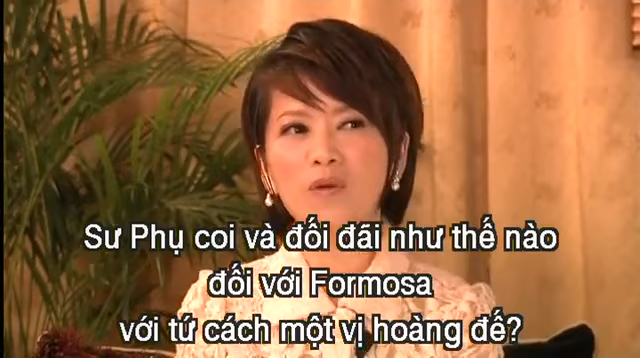 Sư Phụ coi và đối đãi như thế nào
đối với Formosa
với tứ cách một vị hoàng đế?